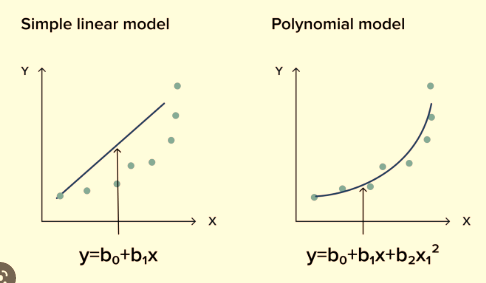 Simple linear model
Polynomial model
Y
X
y=b₀+b₁x
Y
X
y=b₀+b₁x+b₂x₁²